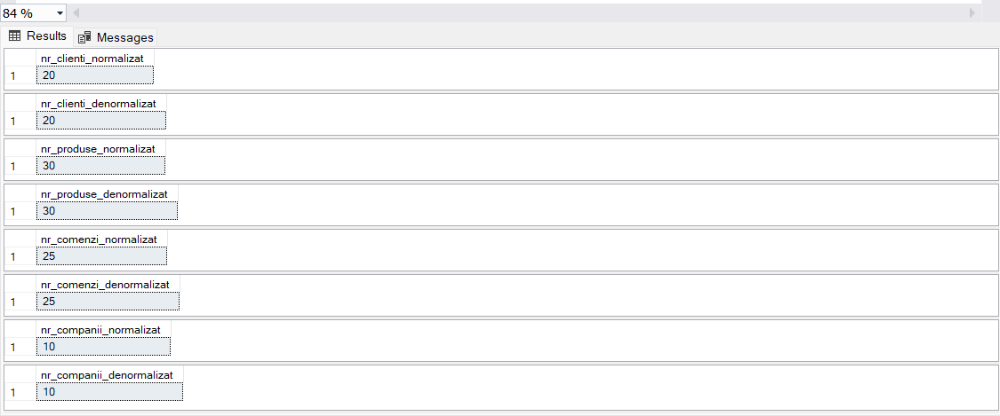 84 %
Results Messages
nr_clienti_normalizat
1 20
nr_clienti_denormalizat
1 20
nr_produse_normalizat
1 30
nr_produse_denormalizat
1 30
nr_comenzi_normalizat
1 25
nr_comenzi_denormalizat
1 25
nr_companii_normalizat
1 10
nr_companii_denormalizat
1 10